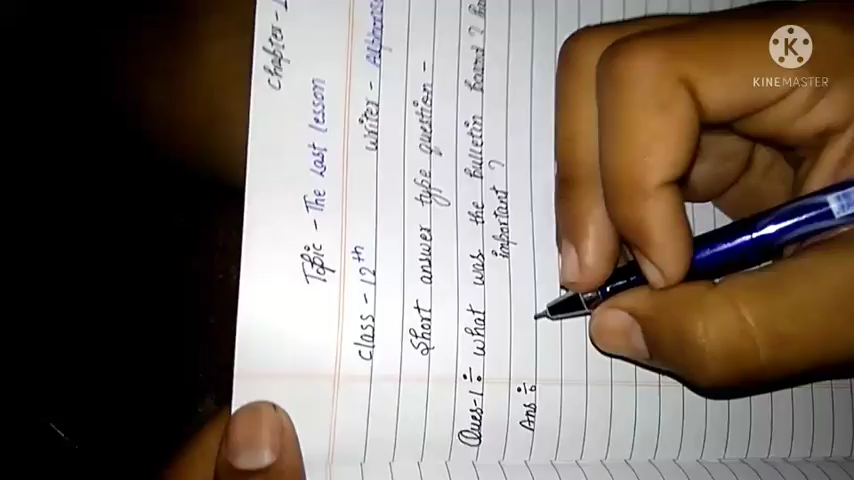 Chapter-1
Topic - The Last lesson
class - 12th writer - Alphonse
Short answer type question -
Ques-1÷ what was the bulletin board ?
important ?
Ans÷
KINEMASTER